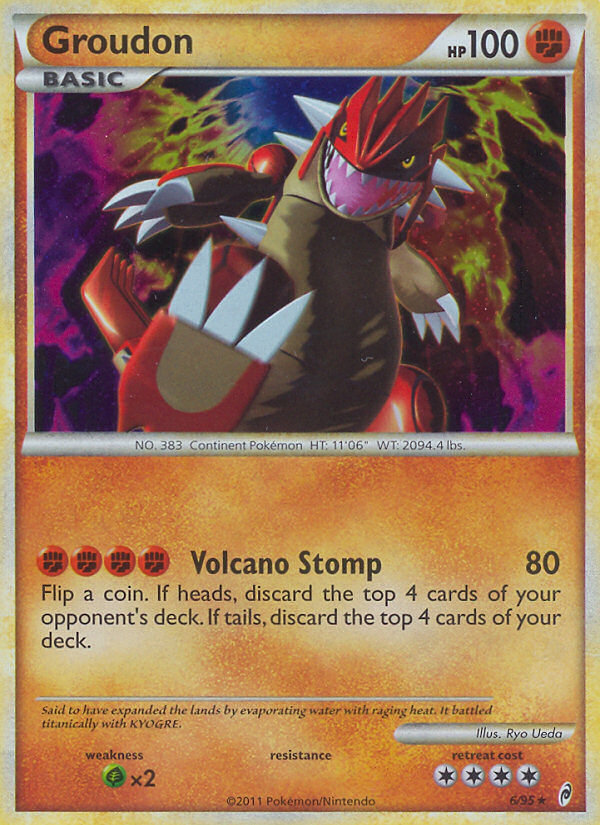 Groudon
HP 100
BASIC
NO. 383 Continent Pokémon HT: 11'06" WT: 2094.4 lbs.
Volcano Stomp 80
Flip a coin. If heads, discard the top 4 cards of your
opponent's deck. If tails, discard the top 4 cards of your
deck.
Said to have expanded the lands by evaporating water with raging heat. It battled
titanically with KYOGRE.
Illus. Ryo Ueda
weakness resistance retreat cost
×2
©2011 Pokémon/Nintendo 6/95 ★